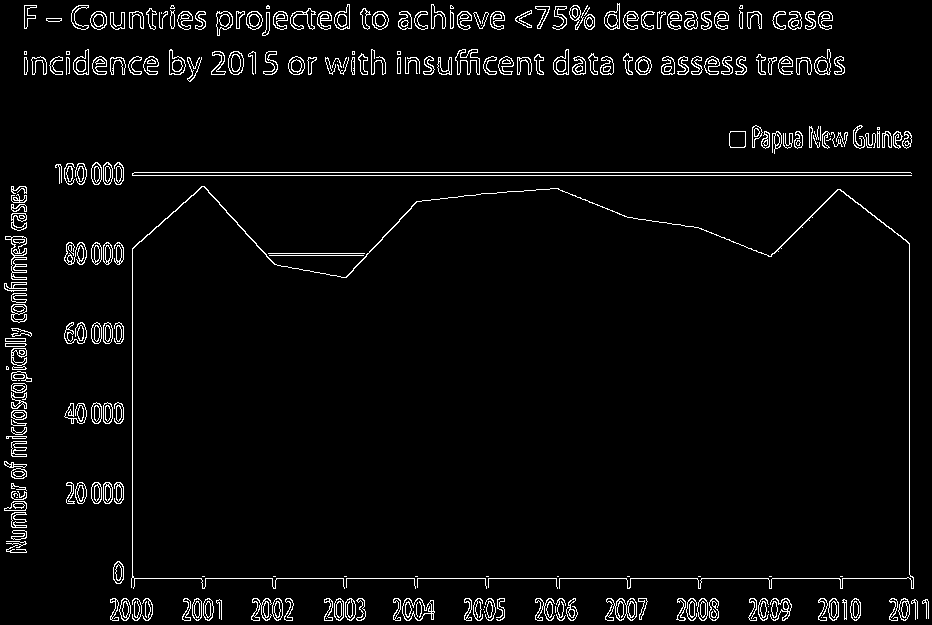 F – Countries projected to achieve <75% decrease in case
incidence by 2015 or with insufficent data to assess trends
Papua New Guinea
Number of microscopically confirmed cases
100 000
80 000
60 000
40 000
20 000
0
2000 2001 2002 2003 2004 2005 2006 2007 2008 2009 2010 2011